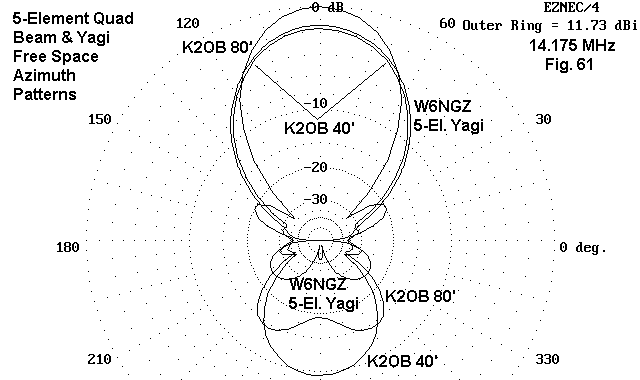 5-Element Quad
Beam & Yagi
Free Space
Azimuth
Patterns
120
0 dB
60
EZNEC/4
Outer Ring = 11.73 dBi
14.175 MHz
Fig. 61
K2OB 80'
-10
K2OB 40'
W6NGZ
5-El. Yagi
150
30
-20
-30
180
0 deg.
W6NGZ
5-El. Yagi
K2OB 80'
K2OB 40'
210
330